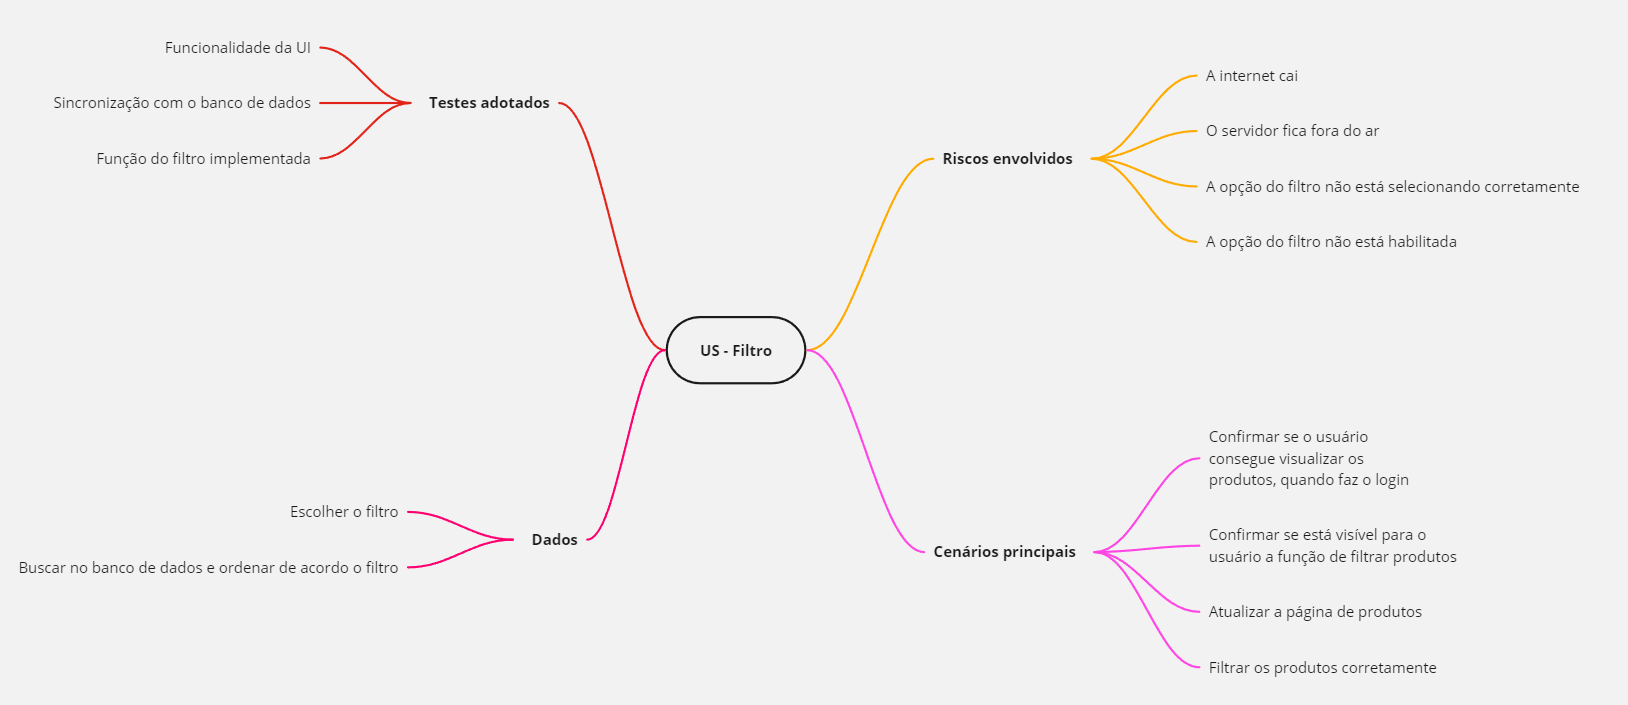 Funcionalidade da UI
Sincronização com o banco de dados
Função do filtro implementada
Testes adotados
Riscos envolvidos
A internet cai
O servidor fica fora do ar
A opção do filtro não está selecionando corretamente
A opção do filtro não está habilitada
US - Filtro
Escolher o filtro
Buscar no banco de dados e ordenar de acordo o filtro
Dados
Cenários principais
Confirmar se o usuário
consegue visualizar os
produtos, quando faz o login
Confirmar se está visível para o
usuário a função de filtrar produtos
Atualizar a página de produtos
Filtrar os produtos corretamente